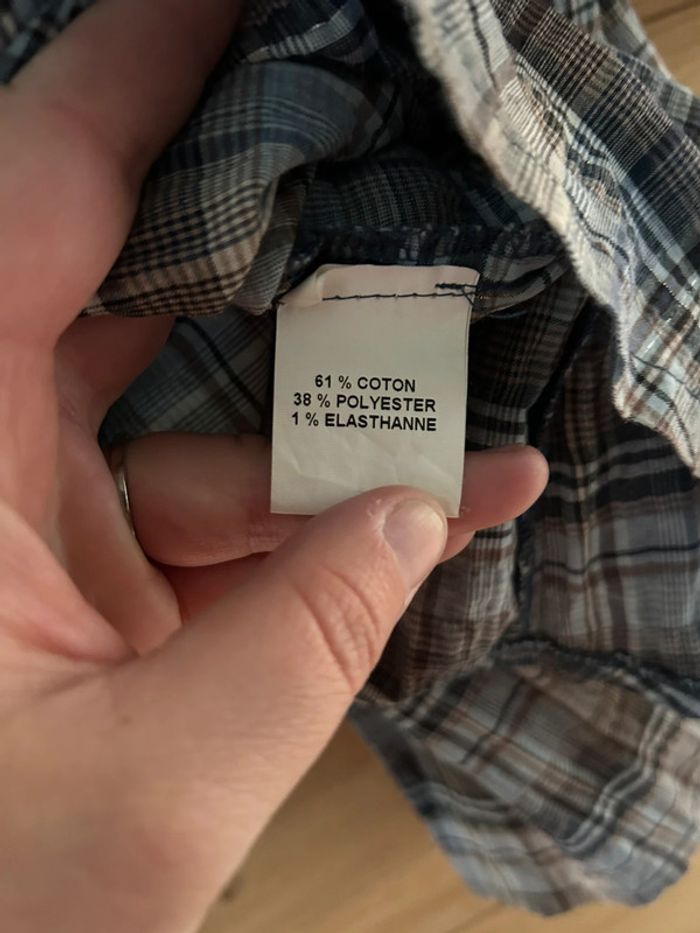 61 % COTON
38 % POLYESTER
1 % ELASTHANNE